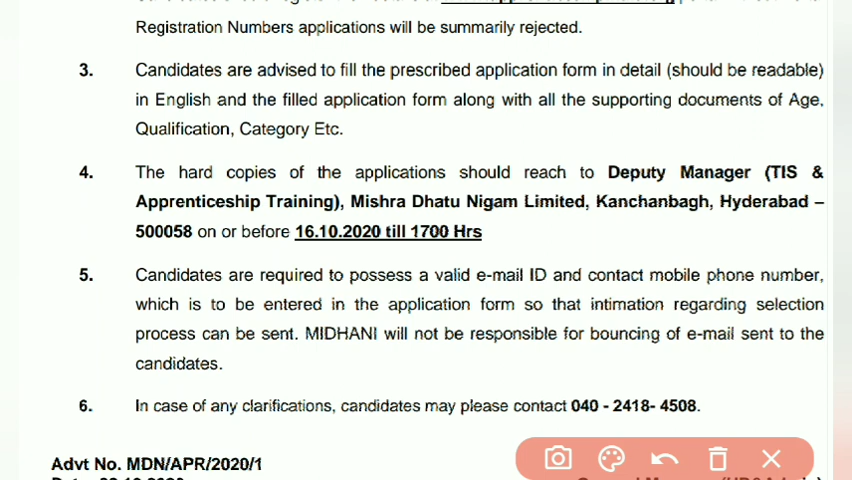 Registration Numbers applications will be summarily rejected.
3. Candidates are advised to fill the prescribed application form in detail (should be readable)
in English and the filled application form along with all the supporting documents of Age,
Qualification, Category Etc.
4. The hard copies of the applications should reach to Deputy Manager (TIS &
Apprenticeship Training), Mishra Dhatu Nigam Limited, Kanchanbagh, Hyderabad –
500058 on or before 16.10.2020 till 1700 Hrs
5. Candidates are required to possess a valid e-mail ID and contact mobile phone number,
which is to be entered in the application form so that intimation regarding selection
process can be sent. MIDHANI will not be responsible for bouncing of e-mail sent to the
candidates.
6. In case of any clarifications, candidates may please contact 040 - 2418- 4508.
Advt No. MDN/APR/2020/1